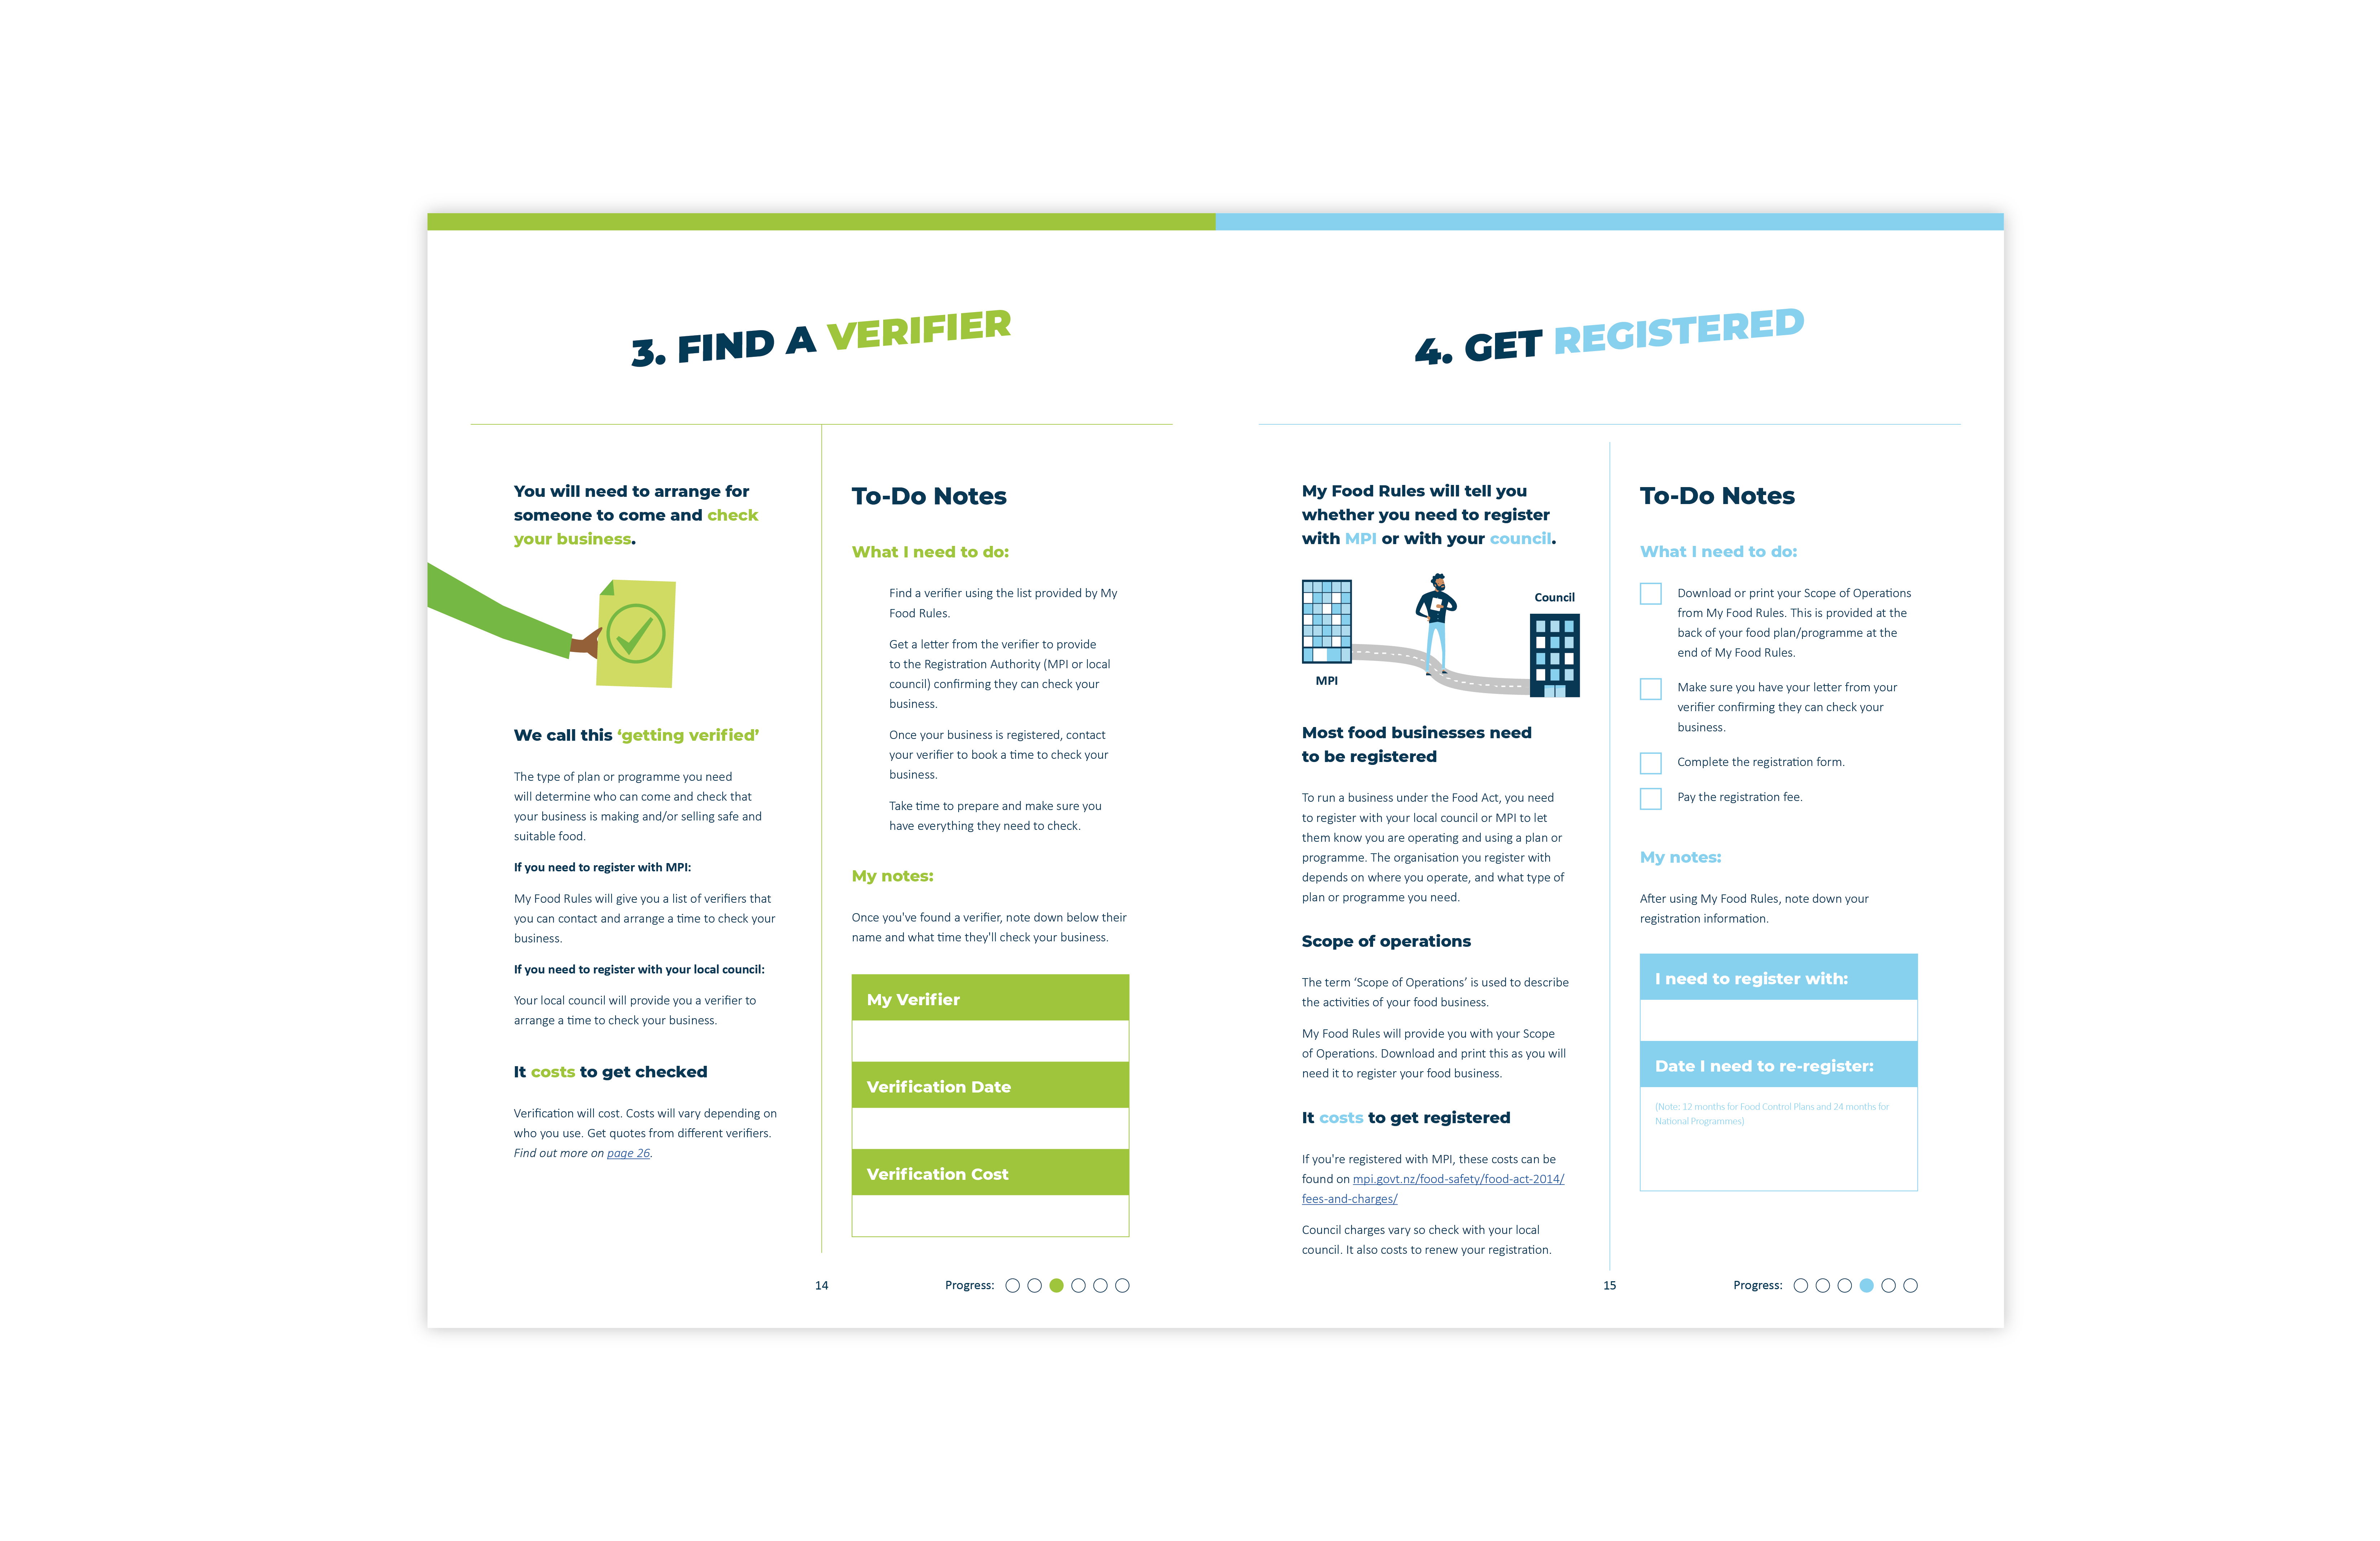 3. FIND A VERIFIER
You will need to arrange for
someone to come and check
your business.
We call this ‘getting verified’
The type of plan or programme you need
will determine who can come and check that
your business is making and/or selling safe and
suitable food.
If you need to register with MPI:
My Food Rules will give you a list of verifiers that
you can contact and arrange a time to check your
business.
If you need to register with your local council:
Your local council will provide you a verifier to
arrange a time to check your business.
It costs to get checked
Verification will cost. Costs will vary depending on
who you use. Get quotes from different verifiers.
Find out more on page 26.
To-Do Notes
What I need to do:
Find a verifier using the list provided by My
Food Rules.
Get a letter from the verifier to provide
to the Registration Authority (MPI or local
council) confirming they can check your
business.
Once your business is registered, contact
your verifier to book a time to check your
business.
Take time to prepare and make sure you
have everything they need to check.
My notes:
Once you've found a verifier, note down below their
name and what time they'll check your business.
My Verifier
Verification Date
Verification Cost
14
Progress:
4. GET REGISTERED
My Food Rules will tell you
whether you need to register
with MPI or with your council.
Council
MPI
Most food businesses need
to be registered
To run a business under the Food Act, you need
to register with your local council or MPI to let
them know you are operating and using a plan or
programme. The organisation you register with
depends on where you operate, and what type of
plan or programme you need.
Scope of operations
The term ‘Scope of Operations’ is used to describe
the activities of your food business.
My Food Rules will provide you with your Scope
of Operations. Download and print this as you will
need it to register your food business.
It costs to get registered
If you're registered with MPI, these costs can be
found on mpi.govt.nz/food-safety/food-act-2014/
fees-and-charges/
Council charges vary so check with your local
council. It also costs to renew your registration.
To-Do Notes
What I need to do:
Download or print your Scope of Operations
from My Food Rules. This is provided at the
back of your food plan/programme at the
end of My Food Rules.
Make sure you have your letter from your
verifier confirming they can check your
business.
Complete the registration form.
Pay the registration fee.
My notes:
After using My Food Rules, note down your
registration information.
I need to register with:
Date I need to re-register:
(Note: 12 months for Food Control Plans and 24 months for
National Programmes)
15
Progress: